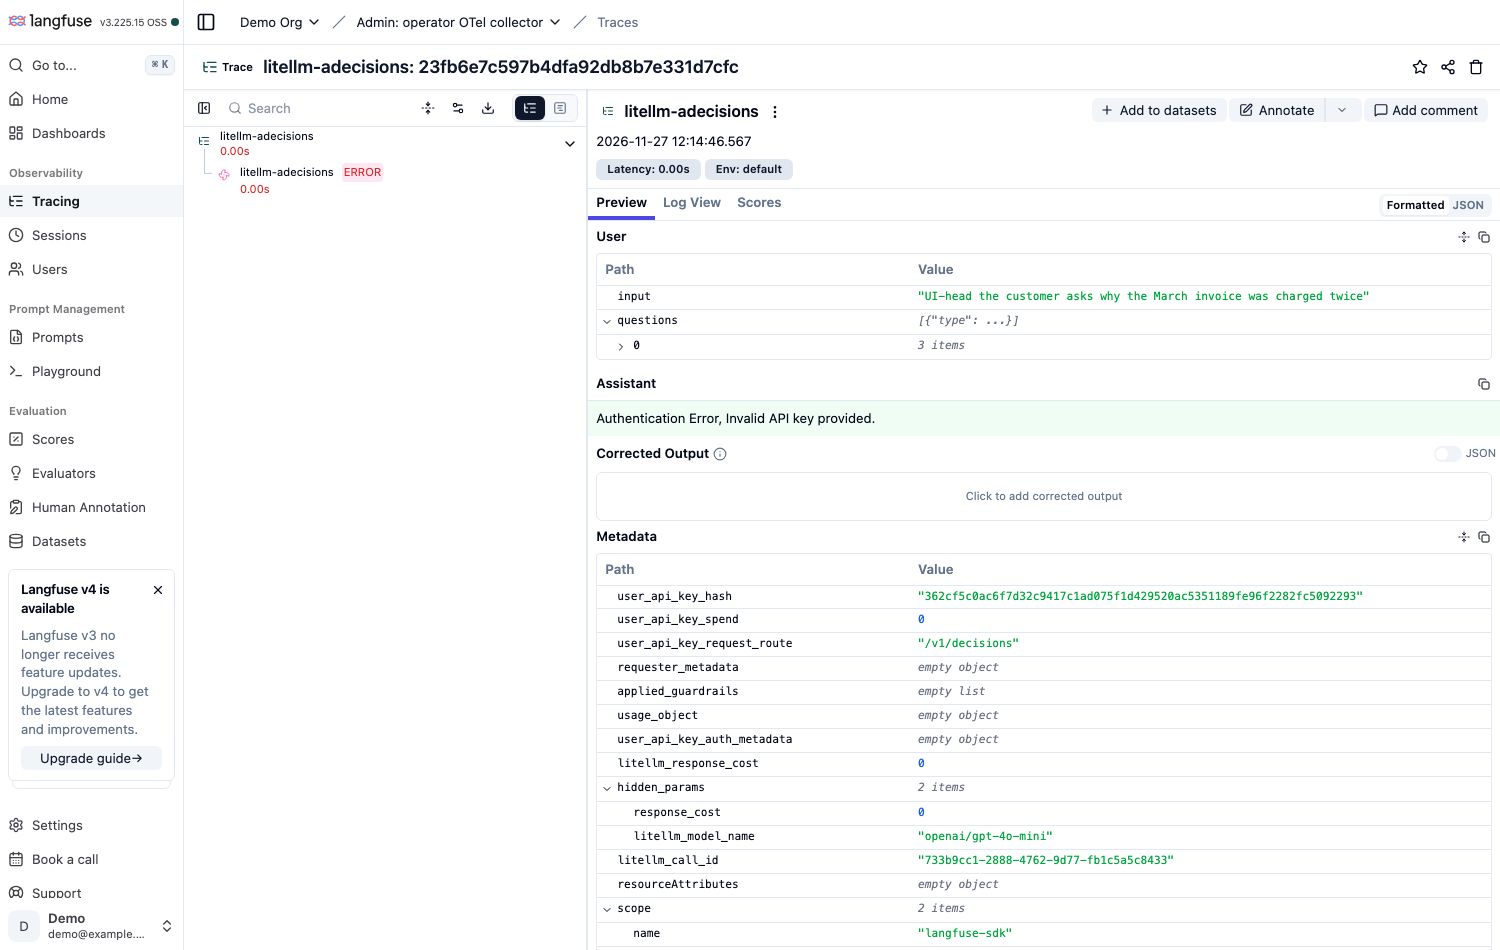 langfuse v3.225.15 OSS
Demo Org
Admin: operator OTel collector
Traces
Go to...
⌘ K
Home
Dashboards
Observability
Tracing
Sessions
Users
Prompt Management
Prompts
Playground
Evaluation
Scores
Evaluators
Human Annotation
Datasets
Langfuse v4 is
available
Langfuse v3 no
longer receives
feature updates.
Upgrade to v4 to get
the latest features
and improvements.
Upgrade guide→
Settings
Book a call
Support
D
Demo
demo@example....
Trace litellm-adecisions: 23fb6e7c597b4dfa92db8b7e331d7cfc
Search
litellm-adecisions
0.00s
litellm-adecisions ERROR
0.00s
litellm-adecisions
Add to datasets
Annotate
Add comment
2026-11-27 12:14:46.567
Latency: 0.00s Env: default
Preview Log View Scores
Formatted JSON
User
Path Value
input "UI-head the customer asks why the March invoice was charged twice"
questions [{"type": ...}]
0 3 items
Assistant
Authentication Error, Invalid API key provided.
Corrected Output
JSON
Click to add corrected output
Metadata
Path Value
user_api_key_hash "362cf5c0ac6f7d32c9417c1ad075f1d429520ac5351189fe96f2282fc5092293"
user_api_key_spend 0
user_api_key_request_route "/v1/decisions"
requester_metadata empty object
applied_guardrails empty list
usage_object empty object
user_api_key_auth_metadata empty object
litellm_response_cost 0
hidden_params 2 items
response_cost 0
litellm_model_name "openai/gpt-4o-mini"
litellm_call_id "733b9cc1-2888-4762-9d77-fb1c5a5c8433"
resourceAttributes empty object
scope 2 items
name "langfuse-sdk"